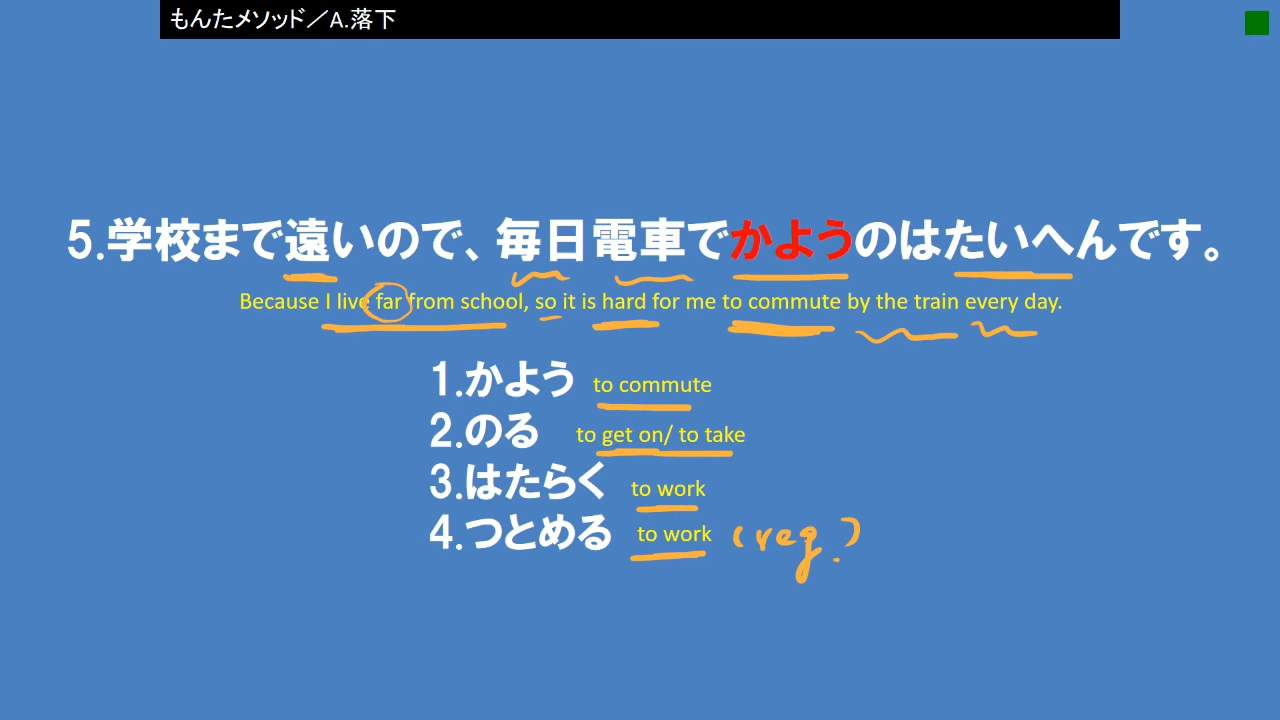 もんたメソッド／A.落下
5.学校まで遠いので、毎日電車でかようのはたいへんです。
Because I live far from school, so it is hard for me to commute by the train every day.
1.かよう to commute
2.のる to get on/ to take
3.はたらく to work
4.つとめる to work (reg.)